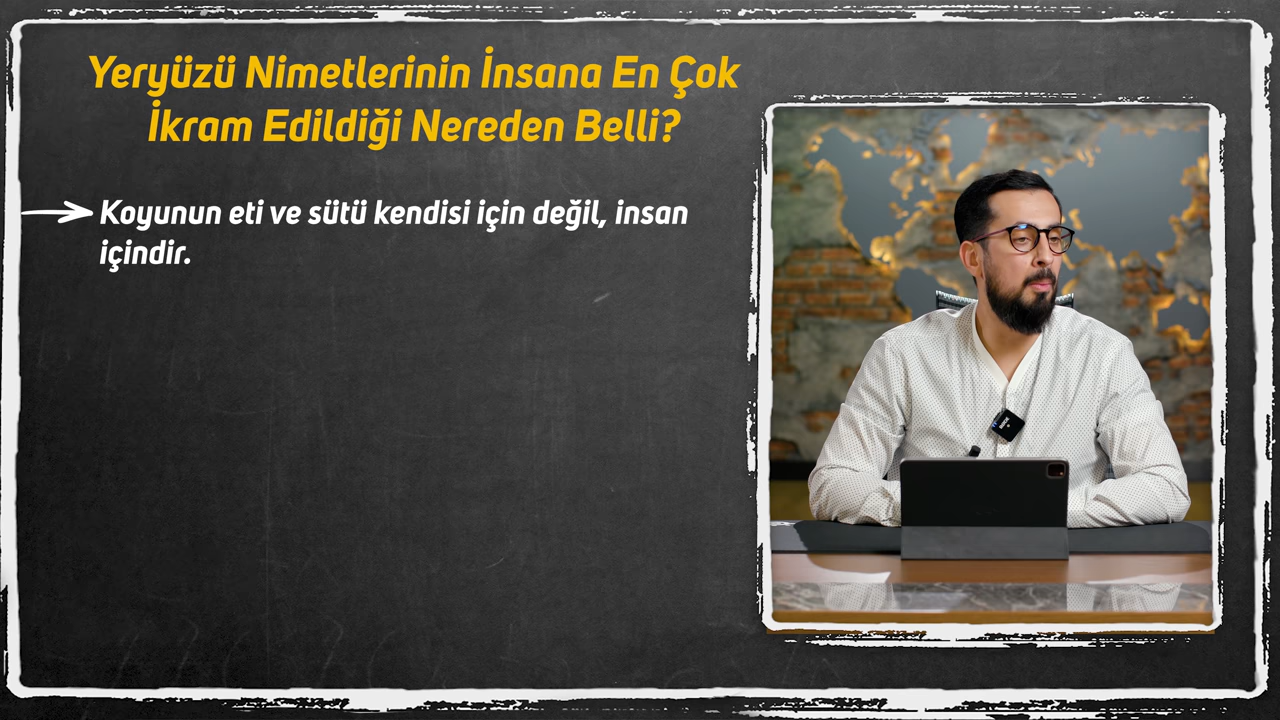 Yeryüzü Nimetlerinin İnsana En Çok
İkram Edildiği Nereden Belli?
Koyunun eti ve sütü kendisi için değil, insan
içindir.